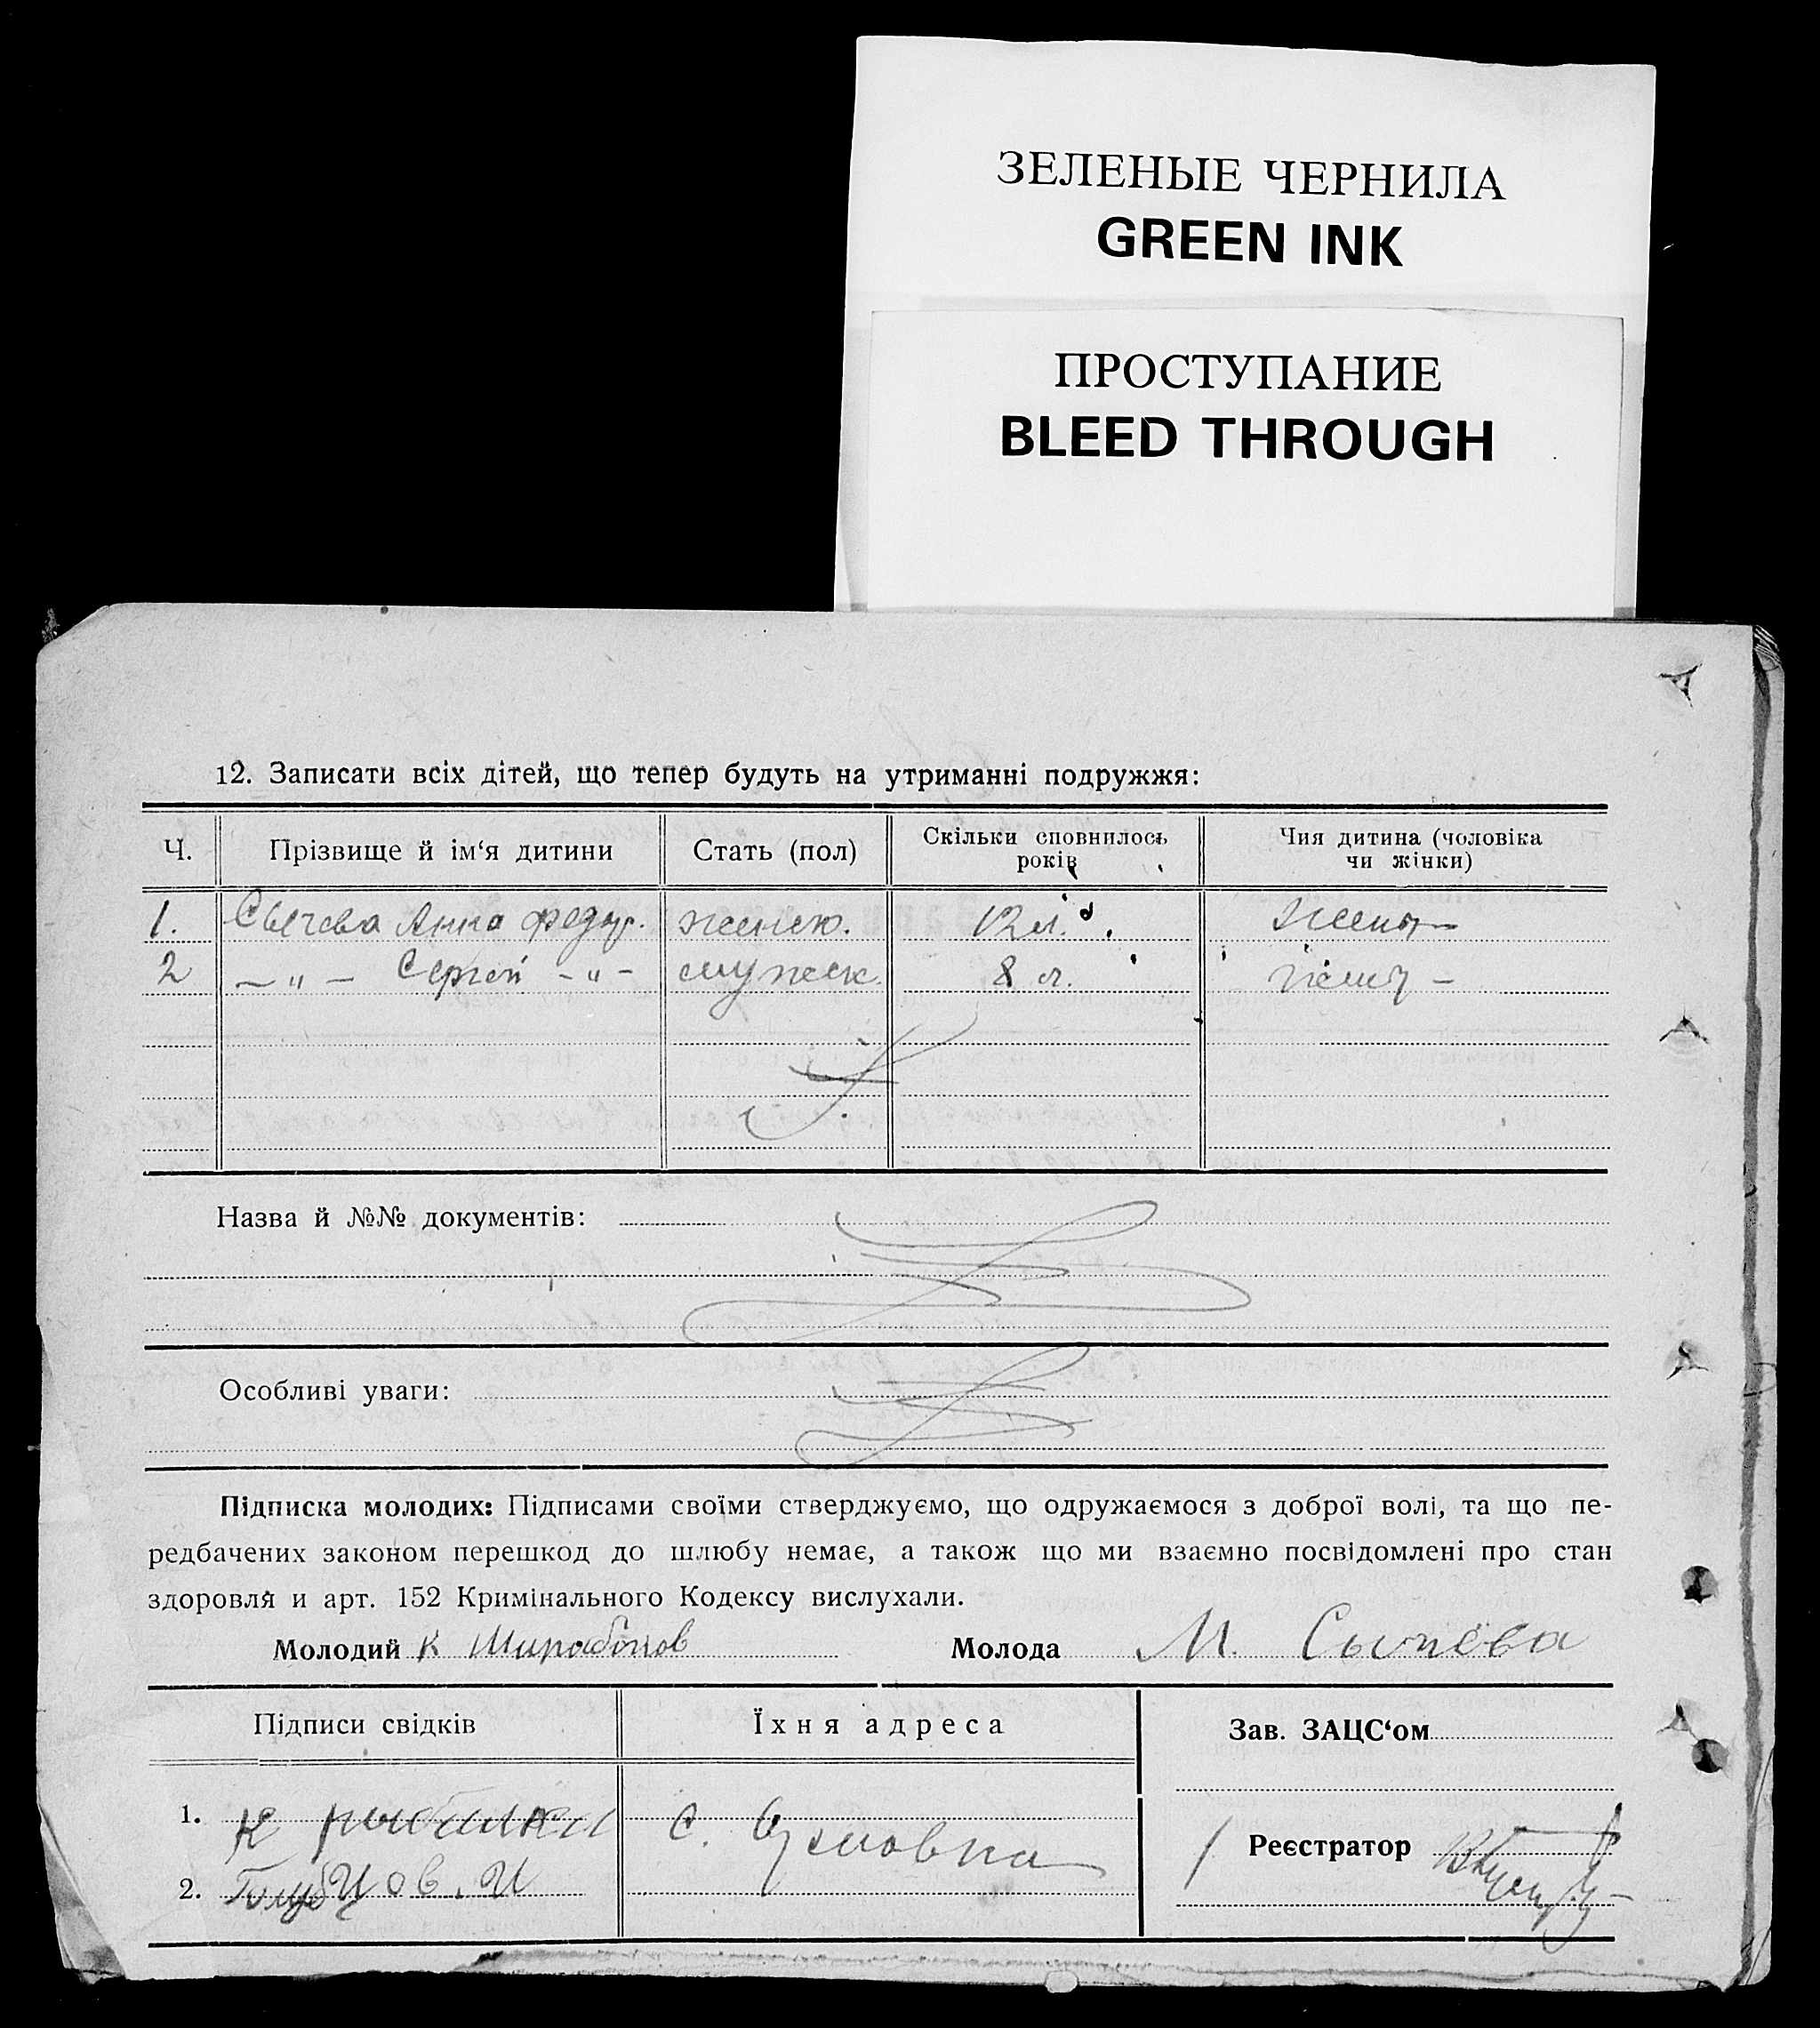 ЗЕЛЕНЫЕ ЧЕРНИЛА
GREEN INK
ПРОСТУПАНИЕ
BLEED THROUGH
12. Записати всіх дітей, що тепер будуть на утриманні подружжя:
Ч. Прізвище й ім‘я дитини Стать (пол) Скільки сповнилось років Чия дитина (чоловіка чи жінки)
1. Сычева Анна женск. 12 л. жены
2 — „ — Сергей – „ – мужск. 8 л. жены –
Назва й №№ документів:
Особливі уваги:
Підписка молодих: Підписами своїми стверджуємо, що одружаємося з доброї волі, та що пе-
редбачених законом перешкод до шлюбу немає, а також що ми взаємно посвідомлені про стан
здоровля и арт. 152 Кримінального Кодексу вислухали.
Молодий К Молода М. Сычева
Підписи свідків Їхня адреса Зав. ЗАЦС‘ом
1. К с.
Реєстратор
2. Голубцов. И